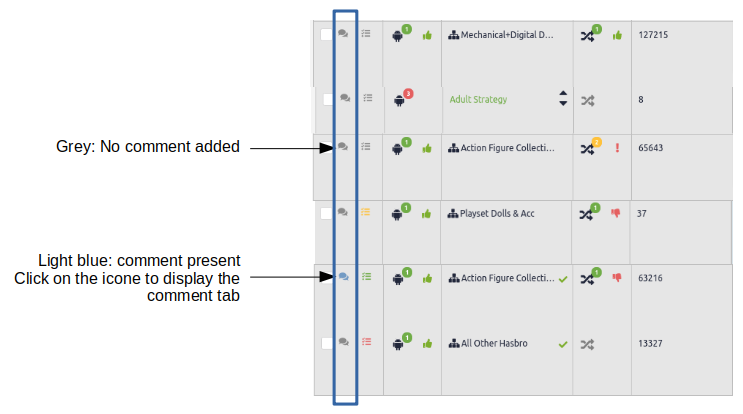 1 Mechanical+Digital D... 1 127215
3 Adult Strategy 8
Grey: No comment added
1 Action Figure Collecti... 65643
1 Playset Dolls & Acc 1 37
Light blue: comment present
Click on the icone to display the
comment tab
1 Action Figure Collecti... 1 63216
1 All Other Hasbro 13327